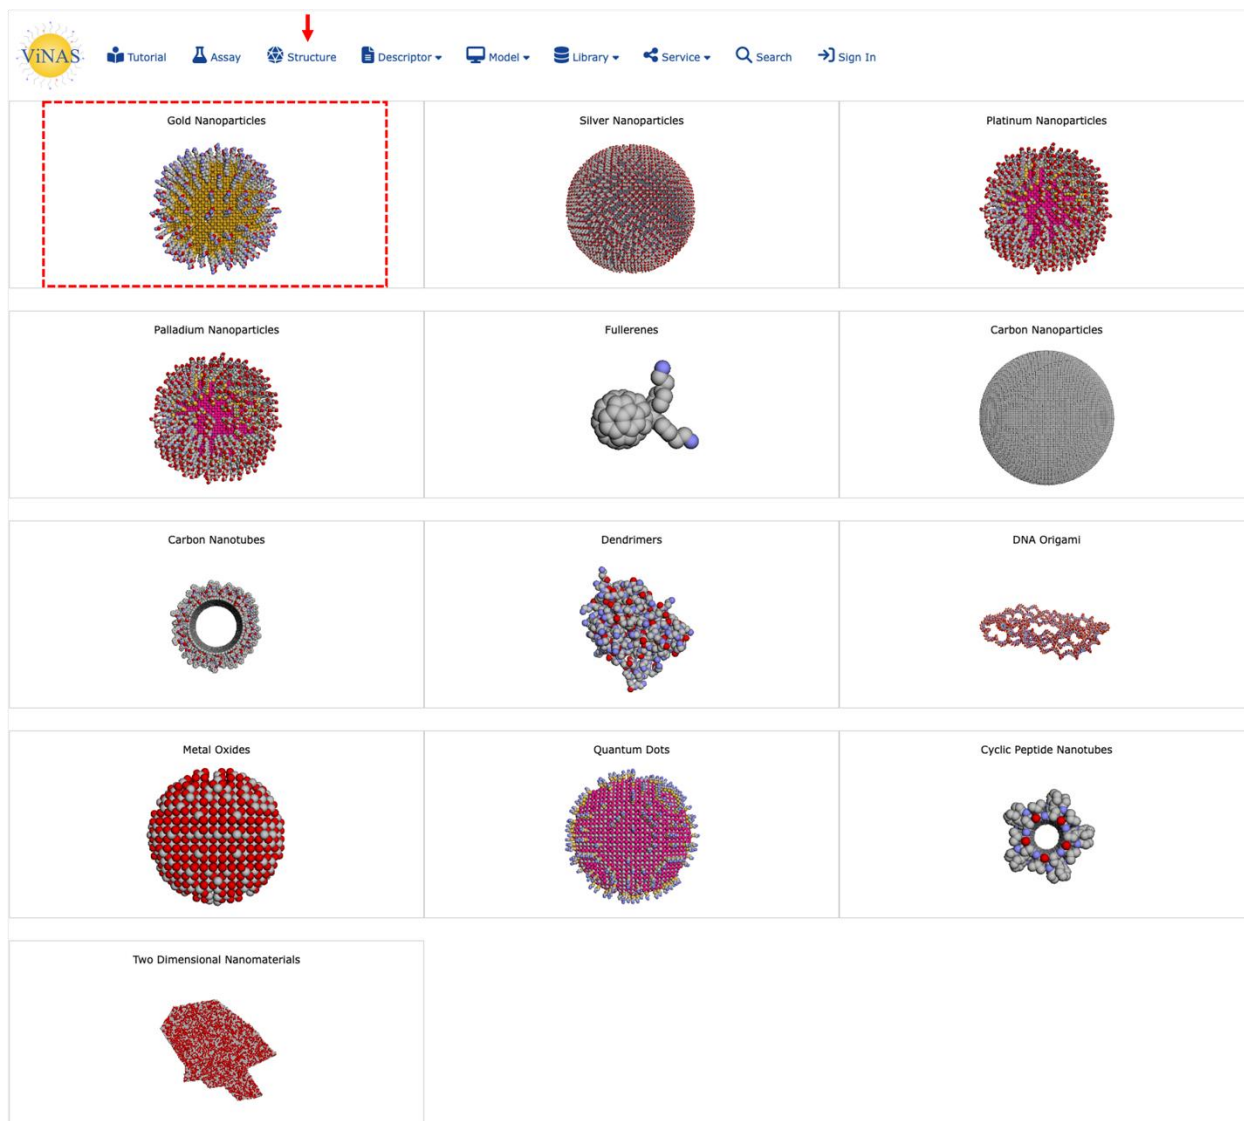 ViNAS Tutorial Assay Structure Descriptor Model Library Service Search Sign In
Gold Nanoparticles Silver Nanoparticles Platinum Nanoparticles
Palladium Nanoparticles Fullerenes Carbon Nanoparticles
Carbon Nanotubes Dendrimers DNA Origami
Metal Oxides Quantum Dots Cyclic Peptide Nanotubes
Two Dimensional Nanomaterials